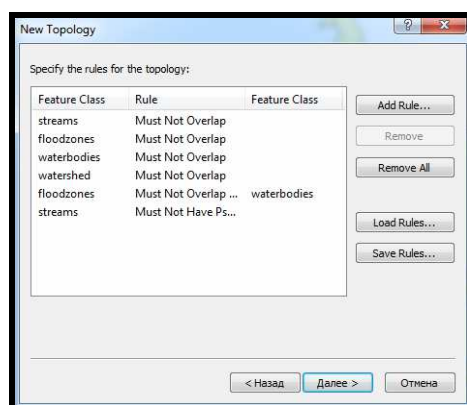 New Topology
Specify the rules for the topology:
Feature Class Rule Feature Class
streams Must Not Overlap
floodzones Must Not Overlap
waterbodies Must Not Overlap
watershed Must Not Overlap
floodzones Must Not Overlap ... waterbodies
streams Must Not Have Ps...
Add Rule...
Remove
Remove All
Load Rules...
Save Rules...
< Назад Далее > Отмена